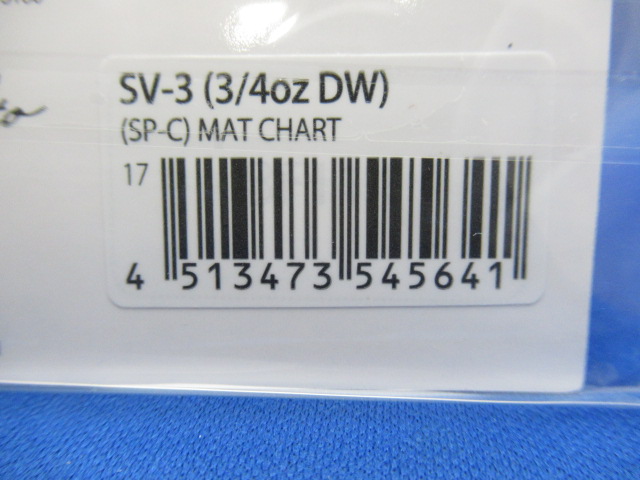 SV-3 (3/4oz DW)
(SP-C) MAT CHART
17
4 513473 545641